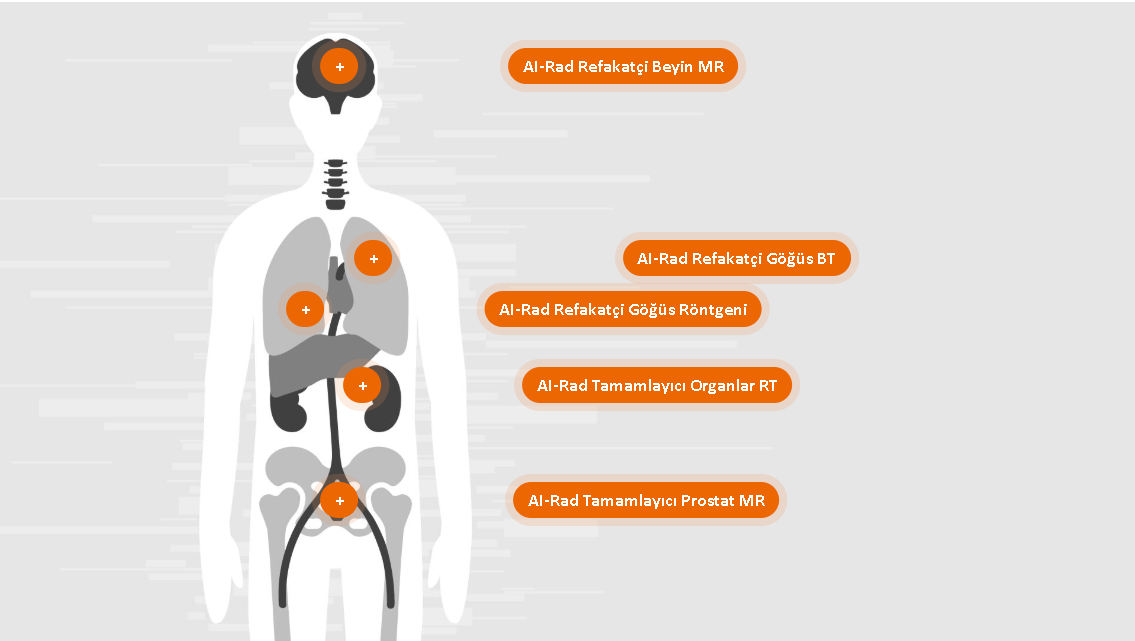 AI-Rad Refakatçi Beyin MR
AI-Rad Refakatçi Göğüs BT
AI-Rad Refakatçi Göğüs Röntgeni
AI-Rad Tamamlayıcı Organlar RT
AI-Rad Tamamlayıcı Prostat MR